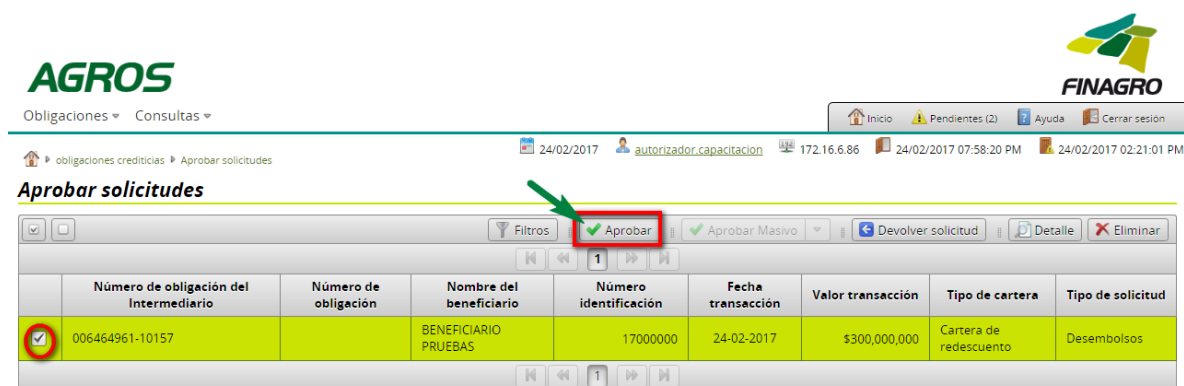 AGROS
FINAGRO
Obligaciones Consultas
Inicio Pendientes (2) Ayuda Cerrar sesión
obligaciones crediticias Aprobar solicitudes
24/02/2017 autorizador.capacitacion 172.16.6.86 24/02/2017 07:58:20 PM 24/02/2017 02:21:01 PM
Aprobar solicitudes
Filtros Aprobar Aprobar Masivo Devolver solicitud Detalle Eliminar
1
Número de obligación del Intermediario Número de obligación Nombre del beneficiario Número identificación Fecha transacción Valor transacción Tipo de cartera Tipo de solicitud
006464961-10157 BENEFICIARIO PRUEBAS 17000000 24-02-2017 $300,000,000 Cartera de redescuento Desembolsos
1